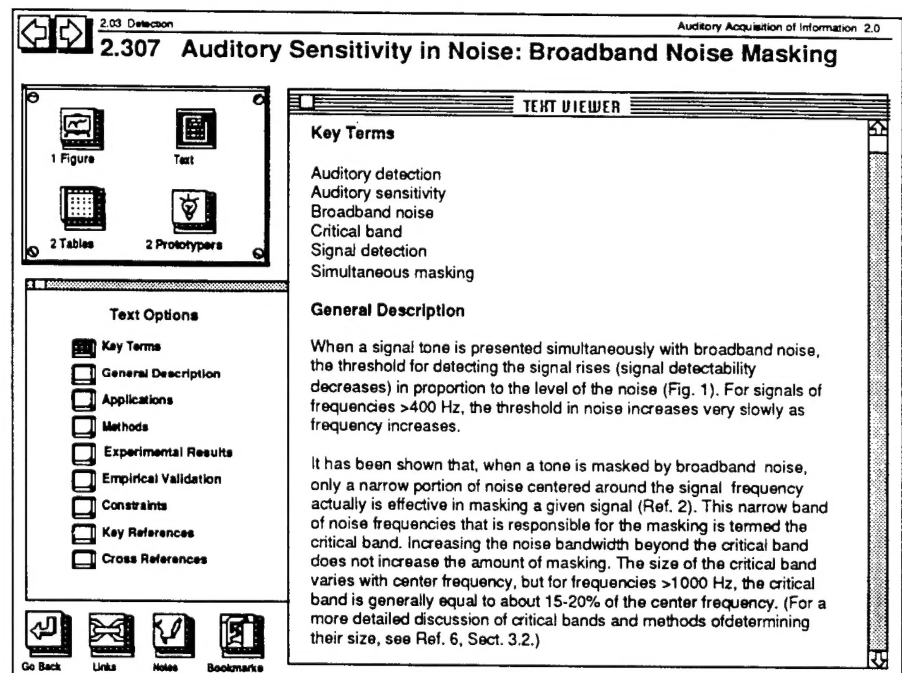 2.03 Detection
Auditory Acquisition of Information 2.0
2.307 Auditory Sensitivity in Noise: Broadband Noise Masking
1 Figure
Text
2 Tables
2 Prototypers
Text Options
Key Terms
General Description
Applications
Methods
Experimental Results
Empirical Validation
Constraints
Key References
Cross References
Go Back
Links
Notes
Bookmarks
TEXT VIEWER
Key Terms
Auditory detection
Auditory sensitivity
Broadband noise
Critical band
Signal detection
Simultaneous masking
General Description
When a signal tone is presented simultaneously with broadband noise,
the threshold for detecting the signal rises (signal detectability
decreases) in proportion to the level of the noise (Fig. 1). For signals of
frequencies >400 Hz, the threshold in noise increases very slowly as
frequency increases.
It has been shown that, when a tone is masked by broadband noise,
only a narrow portion of noise centered around the signal frequency
actually is effective in masking a given signal (Ref. 2). This narrow band
of noise frequencies that is responsible for the masking is termed the
critical band. Increasing the noise bandwidth beyond the critical band
does not increase the amount of masking. The size of the critical band
varies with center frequency, but for frequencies >1000 Hz, the critical
band is generally equal to about 15-20% of the center frequency. (For a
more detailed discussion of critical bands and methods ofdetermining
their size, see Ref. 6, Sect. 3.2.)